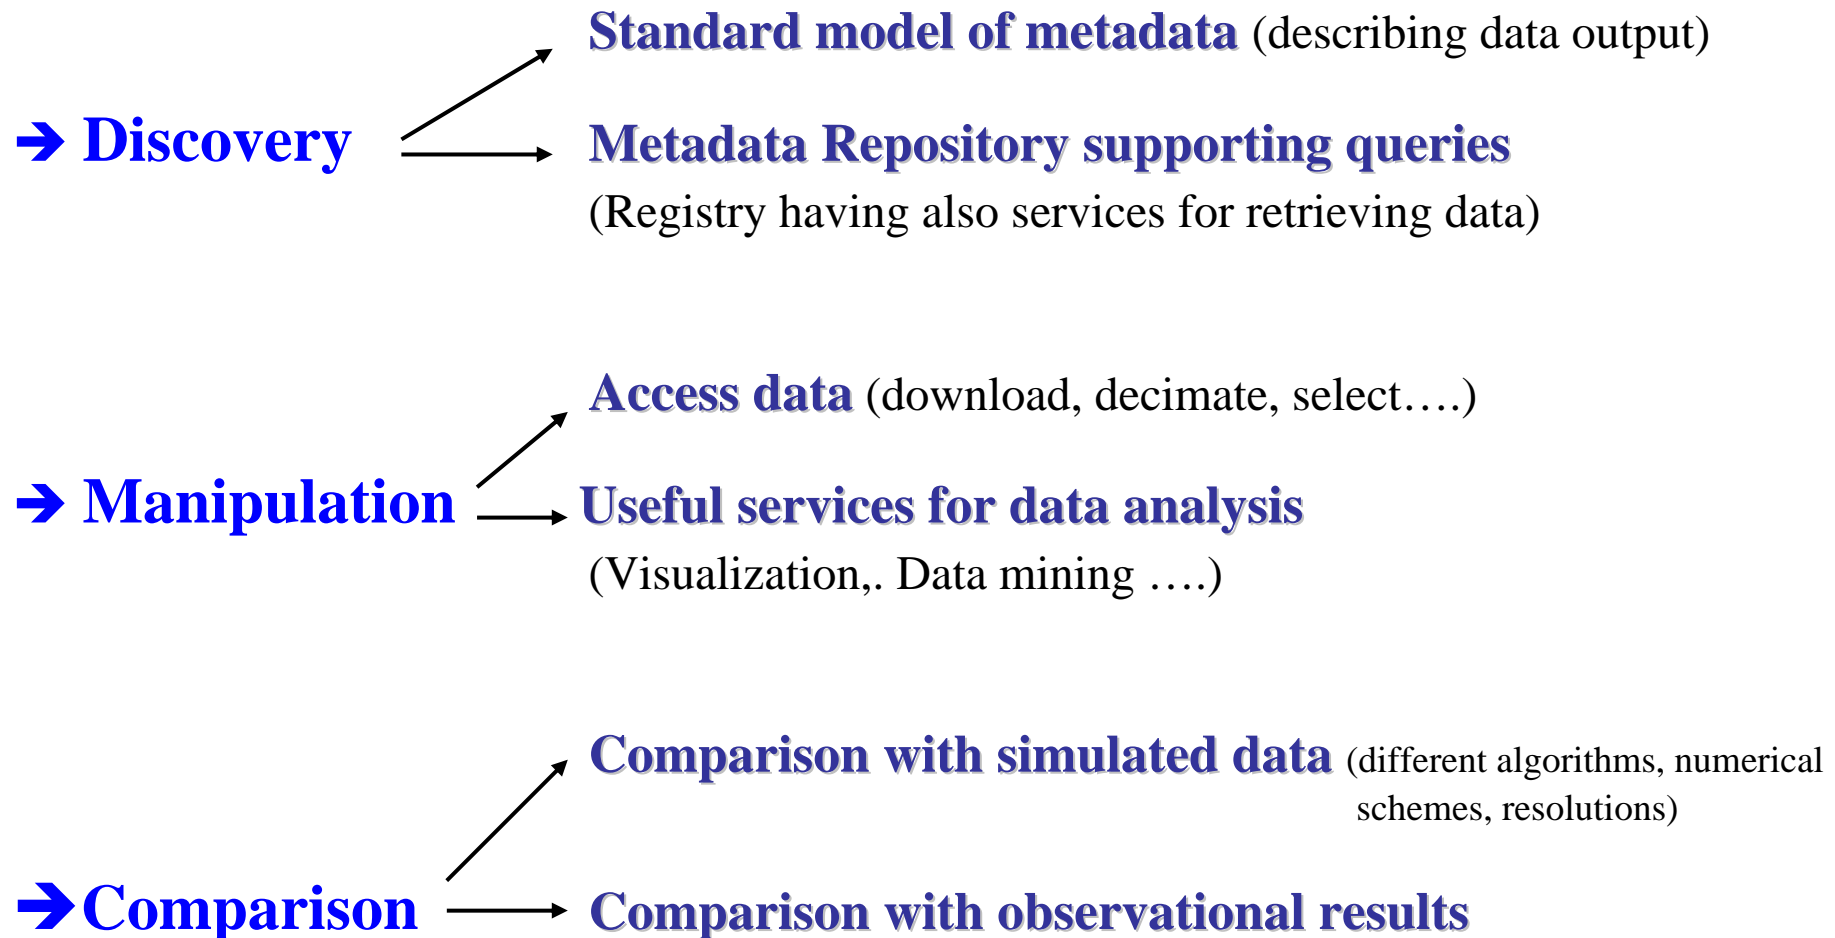 Standard model of metadata (describing data output)
➔ Discovery
Metadata Repository supporting queries
(Registry having also services for retrieving data)
Access data (download, decimate, select….)
➔ Manipulation
Useful services for data analysis
(Visualization,. Data mining ….)
Comparison with simulated data (different algorithms, numerical
schemes, resolutions)
➔ Comparison
Comparison with observational results